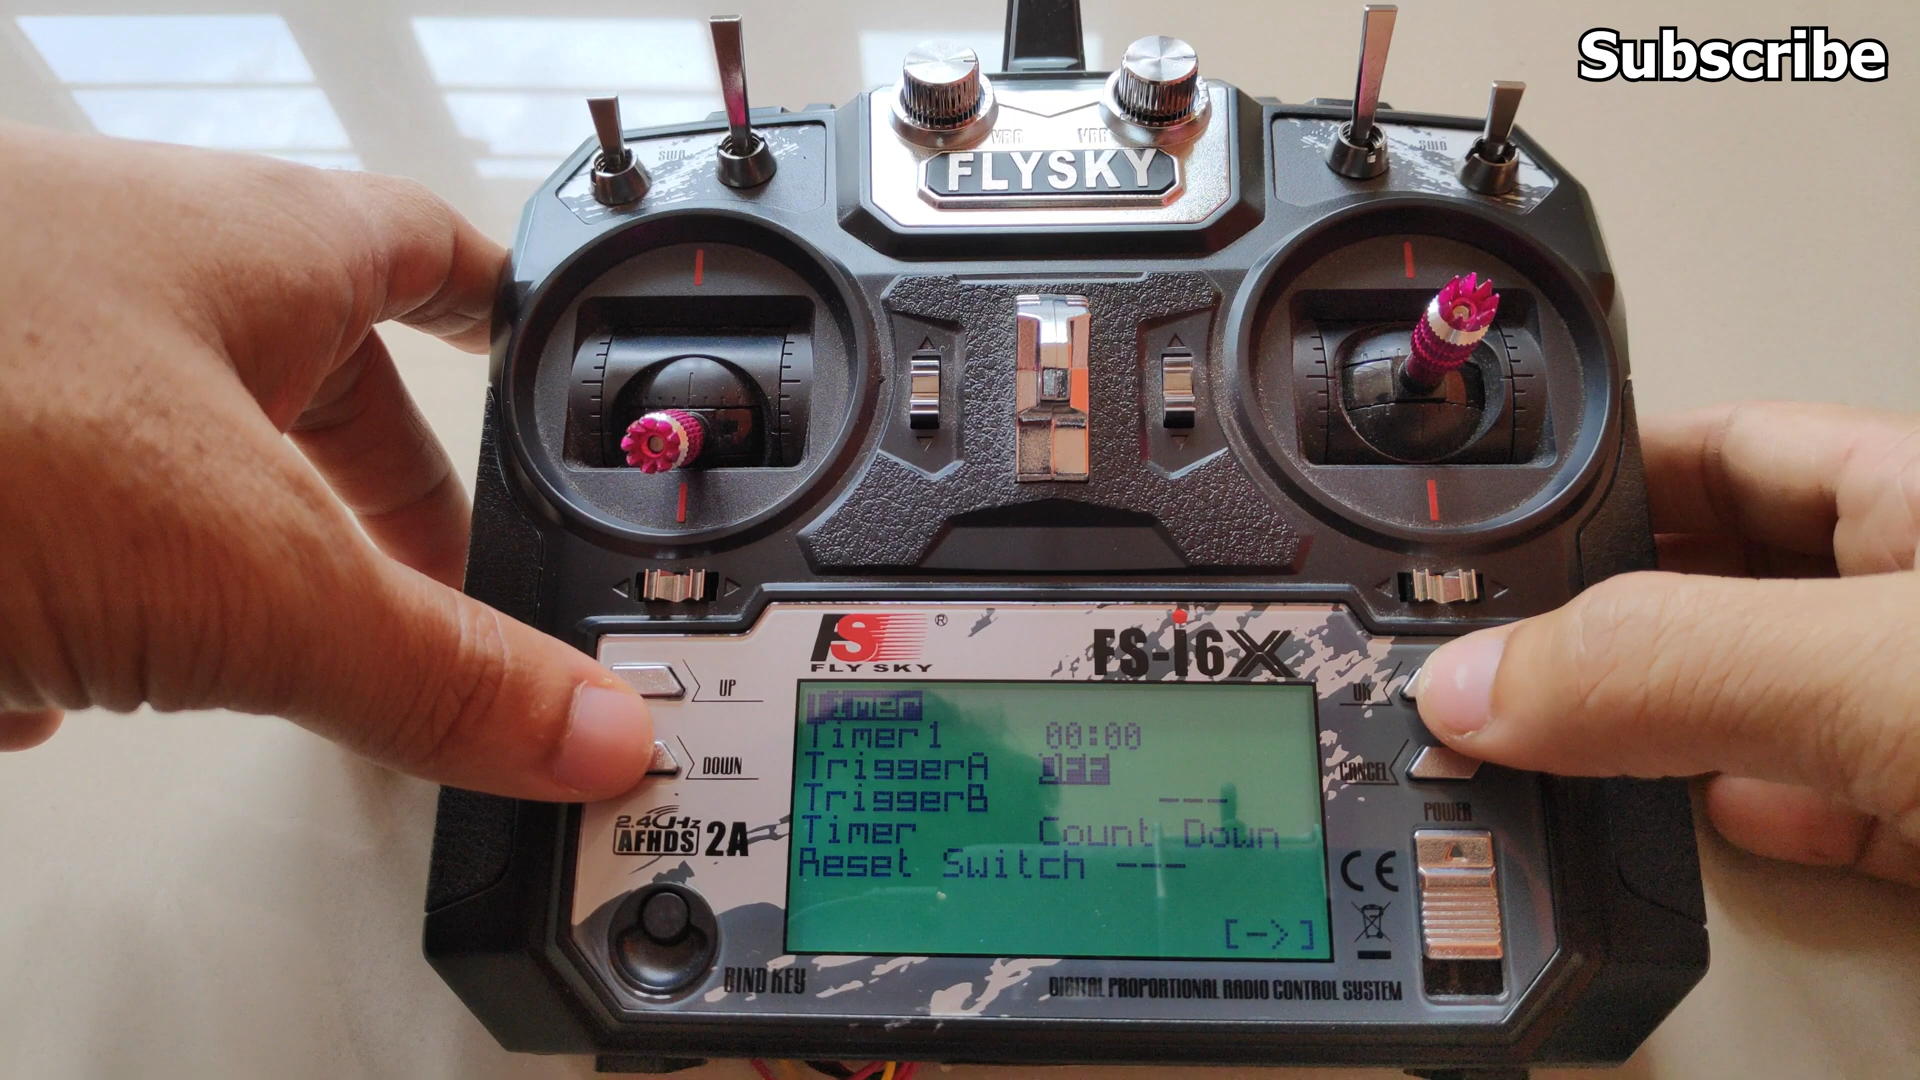 Subscribe
VRA VRB
SWA SWD
FLYSKY
FS ®
FLY SKY
FS-i6X
UP
OK
DOWN
CANCEL
Timer
Timer1 00:00
TriggerA OFF
TriggerB ---
Timer Count Down
Reset Switch ---
[->]
2.4GHz
AFHDS 2A
POWER
CE
BIND KEY
DIGITAL PROPORTIONAL RADIO CONTROL SYSTEM